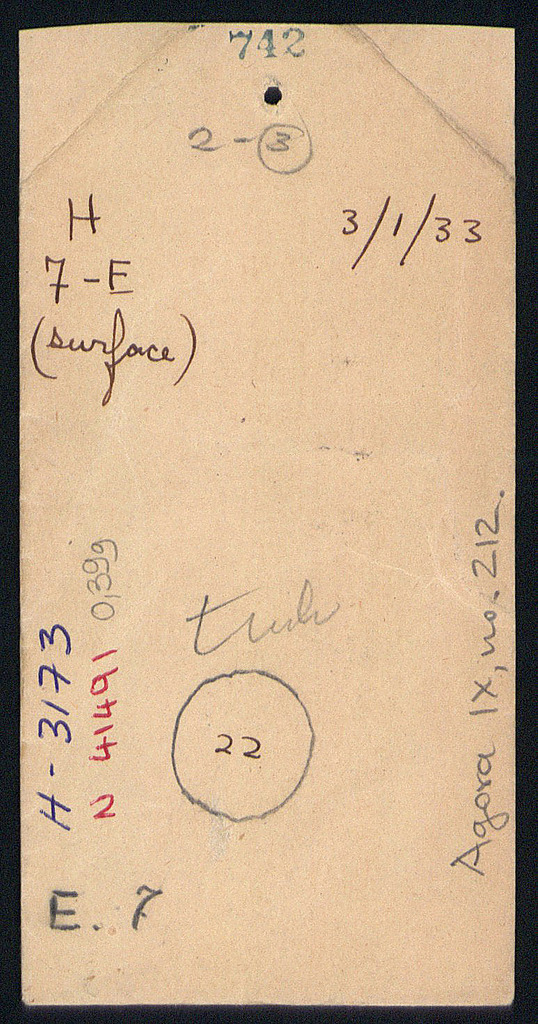 742
2-3
H
3/1/33
7-E
(surface)
H-3173
N 41491 0,399
22
Agora IX, no. 212.
E. 7